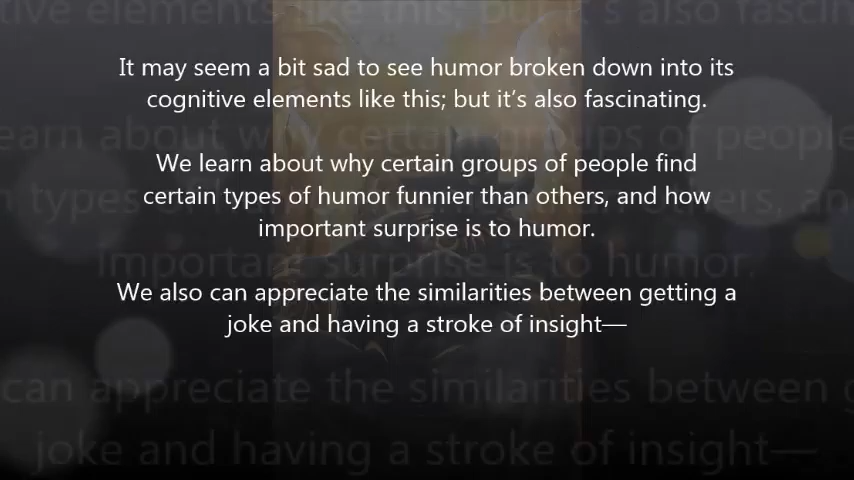 It may seem a bit sad to see humor broken down into its
cognitive elements like this; but it's also fascinating.
We learn about why certain groups of people find
certain types of humor funnier than others, and how
important surprise is to humor.
We also can appreciate the similarities between getting a
joke and having a stroke of insight—